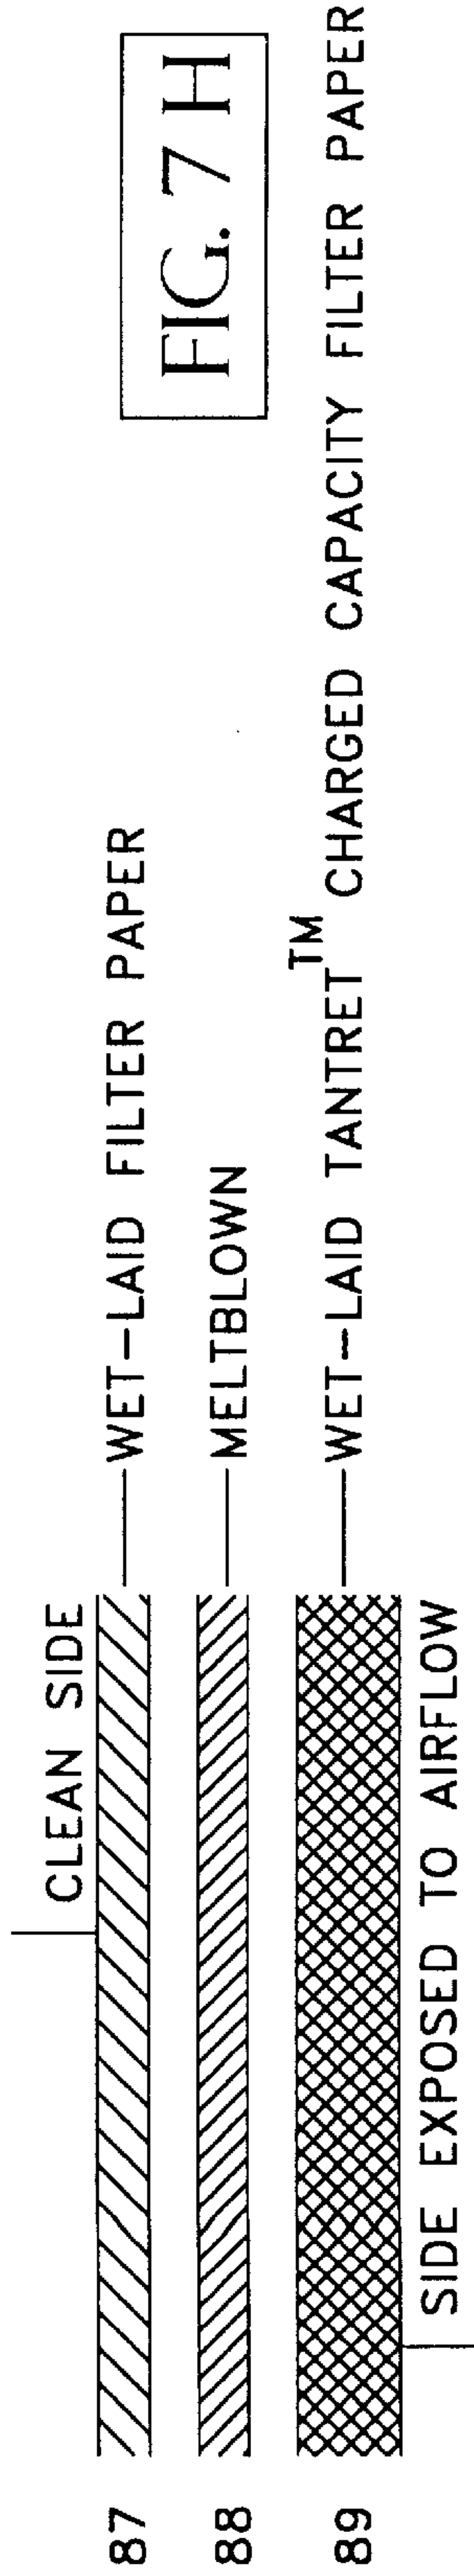 FIG. 7 H
CLEAN SIDE
87 WET-LAID FILTER PAPER
88 MELTBLOWN
89 WET-LAID TANTRET™ CHARGED CAPACITY FILTER PAPER
SIDE EXPOSED TO AIRFLOW